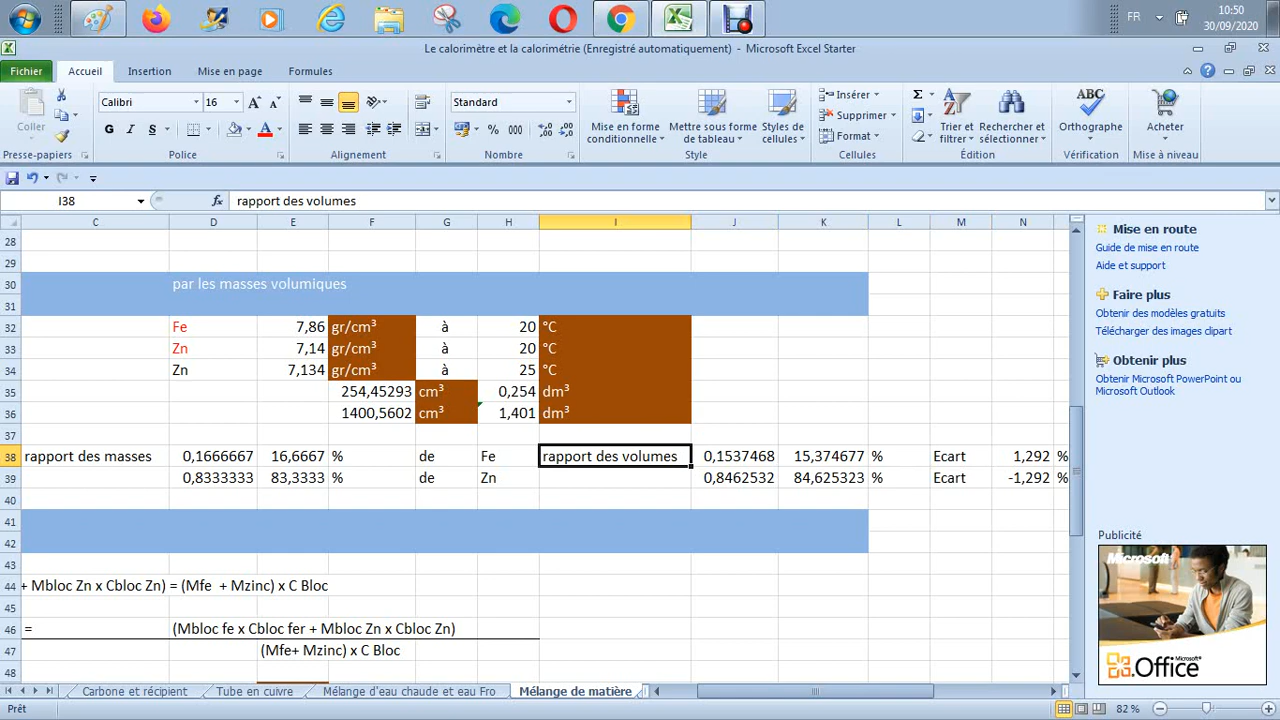 10:50
FR
30/09/2020
Le calorimètre et la calorimétrie (Enregistré automatiquement) - Microsoft Excel Starter
Fichier Accueil Insertion Mise en page Formules
Coller
Presse-papiers
Calibri 16
G I S
Police
Alignement
Standard
% 000
Nombre
Mise en forme conditionnelle
Mettre sous forme de tableau
Styles de cellules
Style
Insérer
Supprimer
Format
Cellules
Σ
Trier et filtrer
Rechercher et sélectionner
Édition
ABC
Orthographe
Vérification
Acheter
Mise à niveau
I38 fx rapport des volumes
C D E F G H I J K L M N
28
29
30 par les masses volumiques
31
32 Fe 7,86 gr/cm³ à 20 °C
33 Zn 7,14 gr/cm³ à 20 °C
34 Zn 7,134 gr/cm³ à 25 °C
35 254,45293 cm³ 0,254 dm³
36 1400,5602 cm³ 1,401 dm³
37
38 rapport des masses 0,1666667 16,6667 % de Fe rapport des volumes 0,1537468 15,374677 % Ecart 1,292 %
39 0,8333333 83,3333 % de Zn 0,8462532 84,625323 % Ecart -1,292 %
40
41
42
43
44 + Mbloc Zn x Cbloc Zn) = (Mfe + Mzinc) x C Bloc
45
46 = (Mbloc fe x Cbloc fer + Mbloc Zn x Cbloc Zn)
47 (Mfe+ Mzinc) x C Bloc
48
Mise en route
Guide de mise en route
Aide et support
Faire plus
Obtenir des modèles gratuits
Télécharger des images clipart
Obtenir plus
Obtenir Microsoft PowerPoint ou
Microsoft Outlook
Publicité
Microsoft
Office
Carbone et récipient Tube en cuivre Mélange d'eau chaude et eau Fro Mélange de matière
Prêt
82 %